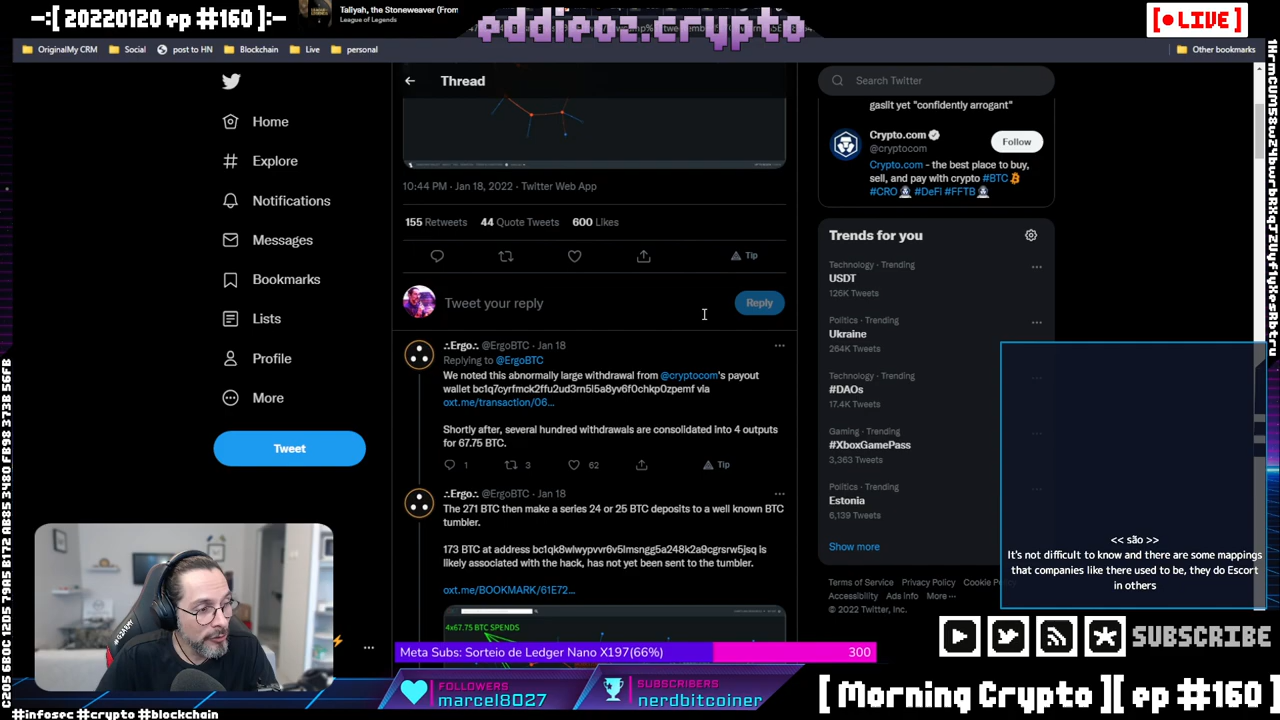 —:[ 20220120 ep #160 ]:—
Taliyah, the Stoneweaver (From
League of Legends
eddieoz.crypto
[●LIVE]
OriginalMy CRM
Social
post to HN
Blockchain
Live
personal
Other bookmarks
Thread
Search Twitter
Home
Explore
Notifications
Messages
Bookmarks
Lists
Profile
More
Tweet
10:44 PM · Jan 18, 2022 · Twitter Web App
155 Retweets 44 Quote Tweets 600 Likes
Tip
Tweet your reply
Reply
∴Ergo∴ @ErgoBTC · Jan 18
Replying to @ErgoBTC
We noted this abnormally large withdrawal from @cryptocom's payout
wallet bc1q7cyrfmck2ffu2ud3rn5l5a8yv6f0chkp0zpemf via
oxt.me/transaction/06...
Shortly after, several hundred withdrawals are consolidated into 4 outputs
for 67.75 BTC.
1 3 62 Tip
∴Ergo∴ @ErgoBTC · Jan 18
The 271 BTC then make a series 24 or 25 BTC deposits to a well known BTC
tumbler.
173 BTC at address bc1qk8wlwypvvr6v5lmsngg5a248k2a9cgrsrw5jsq is
likely associated with the hack, has not yet been sent to the tumbler.
oxt.me/BOOKMARK/61E72...
4x67.75 BTC SPENDS
gaslit yet "confidently arrogant"
Crypto.com
@cryptocom
Follow
Crypto.com - the best place to buy,
sell, and pay with crypto #BTC
#CRO #DeFi #FFTB
Trends for you
Technology · Trending
USDT
126K Tweets
Politics · Trending
Ukraine
264K Tweets
Technology · Trending
#DAOs
17.4K Tweets
Gaming · Trending
#XboxGamePass
3,363 Tweets
Politics · Trending
Estonia
6,139 Tweets
Show more
Terms of Service Privacy Policy Cookie Po
Accessibility Ads info More ···
© 2022 Twitter, Inc.
<< são >>
It's not difficult to know and there are some mappings
that companies like there used to be, they do Escort
in others
SUBSCRIBE
Meta Subs: Sorteio de Ledger Nano X197(66%)
300
FOLLOWERS
marcel8027
SUBSCRIBERS
nerdbitcoiner
[ Morning Crypto ][ ep #160 ]
#infosec #crypto #blockchain